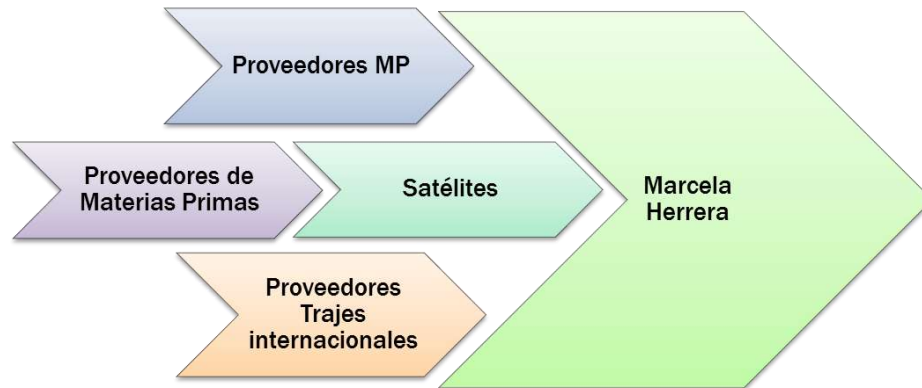 Proveedores MP
Proveedores de
Materias Primas
Satélites
Marcela
Herrera
Proveedores
Trajes
internacionales